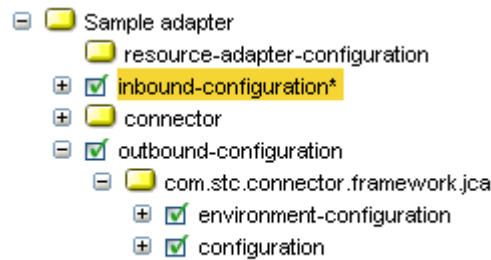 Sample adapter
resource-adapter-configuration
inbound-configuration*
connector
outbound-configuration
com.stc.connector.framework.jca
environment-configuration
configuration